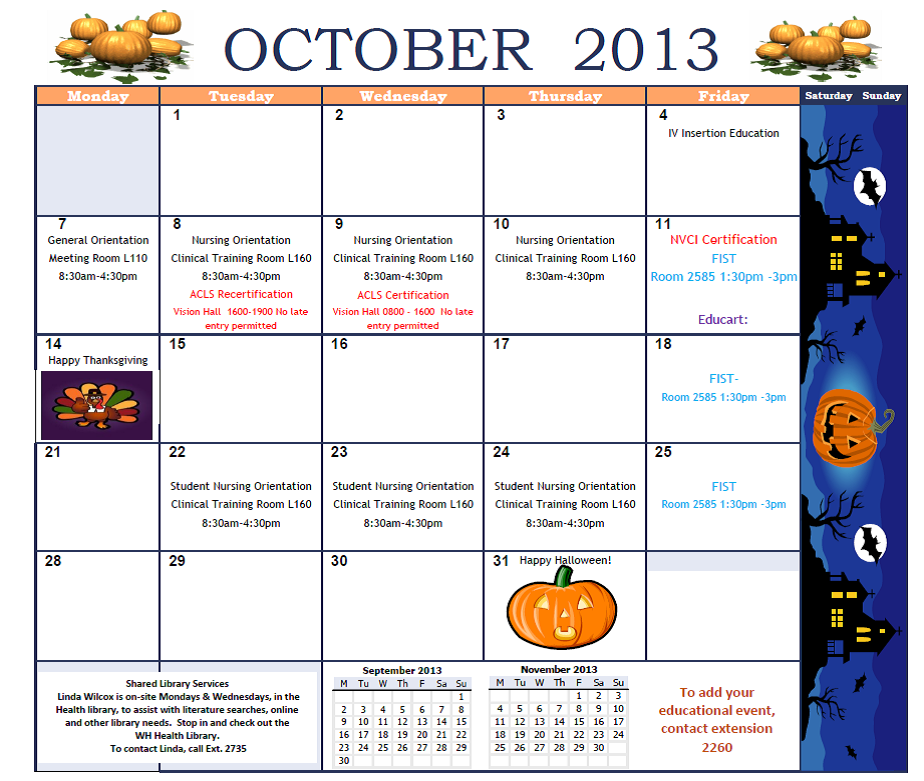 OCTOBER 2013
Monday Tuesday Wednesday Thursday Friday Saturday Sunday
1
2
3
4
IV Insertion Education
7
General Orientation
Meeting Room L110
8:30am-4:30pm
8
Nursing Orientation
Clinical Training Room L160
8:30am-4:30pm
ACLS Recertification
Vision Hall 1600-1900 No late
entry permitted
9
Nursing Orientation
Clinical Training Room L160
8:30am-4:30pm
ACLS Certification
Vision Hall 0800 - 1600 No late
entry permitted
10
Nursing Orientation
Clinical Training Room L160
8:30am-4:30pm
11
NVCI Certification
FIST
Room 2585 1:30pm -3pm
Educart:
14
Happy Thanksgiving
15
16
17
18
FIST-
Room 2585 1:30pm -3pm
21
22
Student Nursing Orientation
Clinical Training Room L160
8:30am-4:30pm
23
Student Nursing Orientation
Clinical Training Room L160
8:30am-4:30pm
24
Student Nursing Orientation
Clinical Training Room L160
8:30am-4:30pm
25
FIST
Room 2585 1:30pm -3pm
28
29
30
31 Happy Halloween!
Shared Library Services
Linda Wilcox is on-site Mondays & Wednesdays, in the
Health library, to assist with literature searches, online
and other library needs. Stop in and check out the
WH Health Library.
To contact Linda, call Ext. 2735
September 2013
M T W Th F Sa Su
1
2 3 4 5 6 7 8
9 10 11 12 13 14 15
16 17 18 19 20 21 22
23 24 25 26 27 28 29
30
November 2013
M T W Th F Sa Su
1 2 3
4 5 6 7 8 9 10
11 12 13 14 15 16 17
18 19 20 21 22 23 24
25 26 27 28 29 30
To add your
educational event,
contact extension
2260